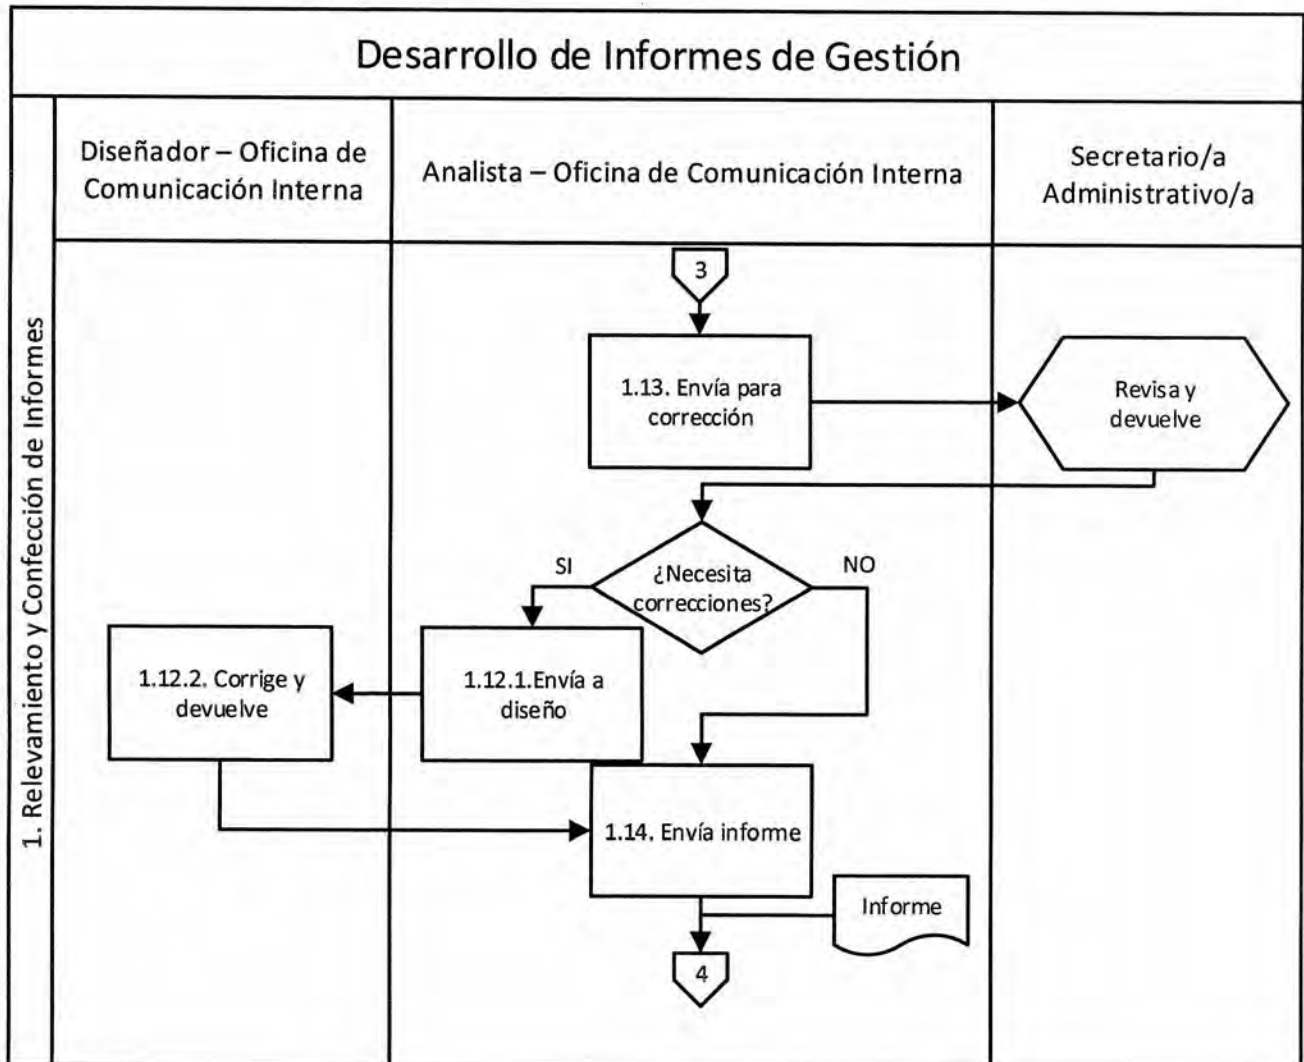 Desarrollo de Informes de Gestión
Diseñador – Oficina de
Comunicación Interna
Analista – Oficina de Comunicación Interna
Secretario/a
Administrativo/a
1. Relevamiento y Confección de Informes
3
1.13. Envía para
corrección
Revisa y
devuelve
¿Necesita
correcciones?
SI
NO
1.12.2. Corrige y
devuelve
1.12.1.Envía a
diseño
1.14. Envía informe
Informe
4